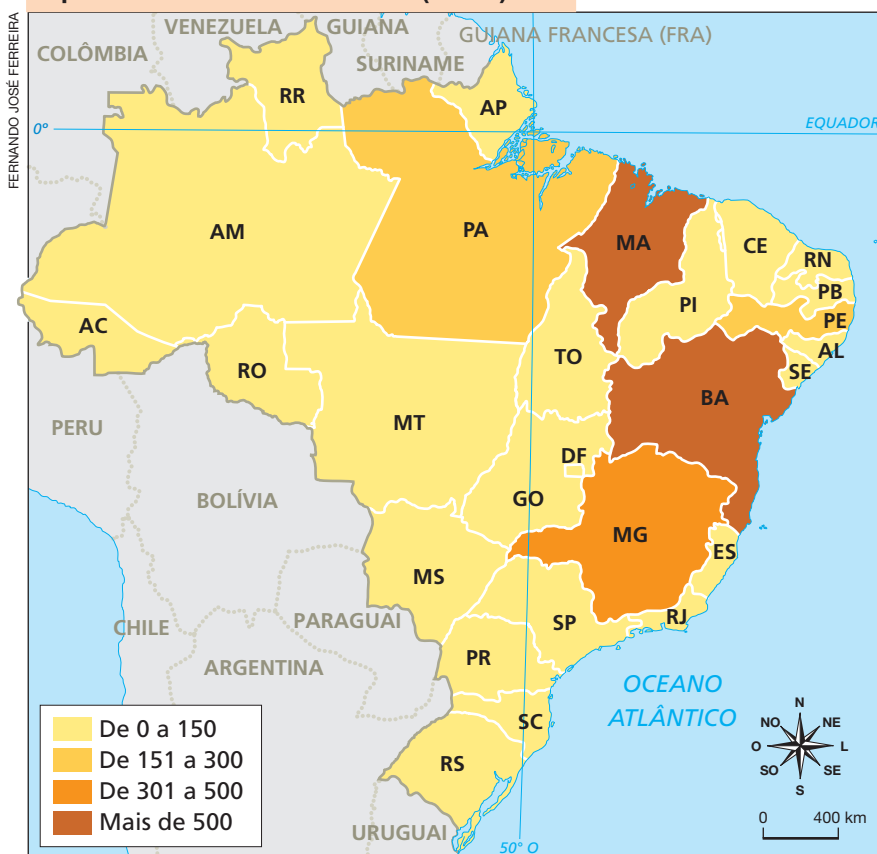 FERNANDO JOSÉ FERREIRA
VENEZUELA
GUIANA
GUIANA FRANCESA (FRA)
COLÔMBIA
SURINAME
RR
AP
0º
EQUADOR
AM
PA
MA
CE
RN
PB
PI
PE
AC
AL
TO
SE
RO
BA
MT
PERU
DF
BOLÍVIA
GO
MG
ES
MS
PARAGUAI
SP
RJ
CHILE
PR
ARGENTINA
OCEANO
ATLÂNTICO
SC
RS
URUGUAI
50° O
De 0 a 150
De 151 a 300
De 301 a 500
Mais de 500
N
NO
NE
O
L
SO
SE
S
0
400 km